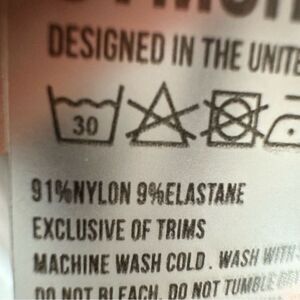 DESIGNED IN THE UNITE
30
91%NYLON 9%ELASTANE
EXCLUSIVE OF TRIMS
MACHINE WASH COLD . WASH WITH
DO NOT BLEACH. DO NOT TUMBLE